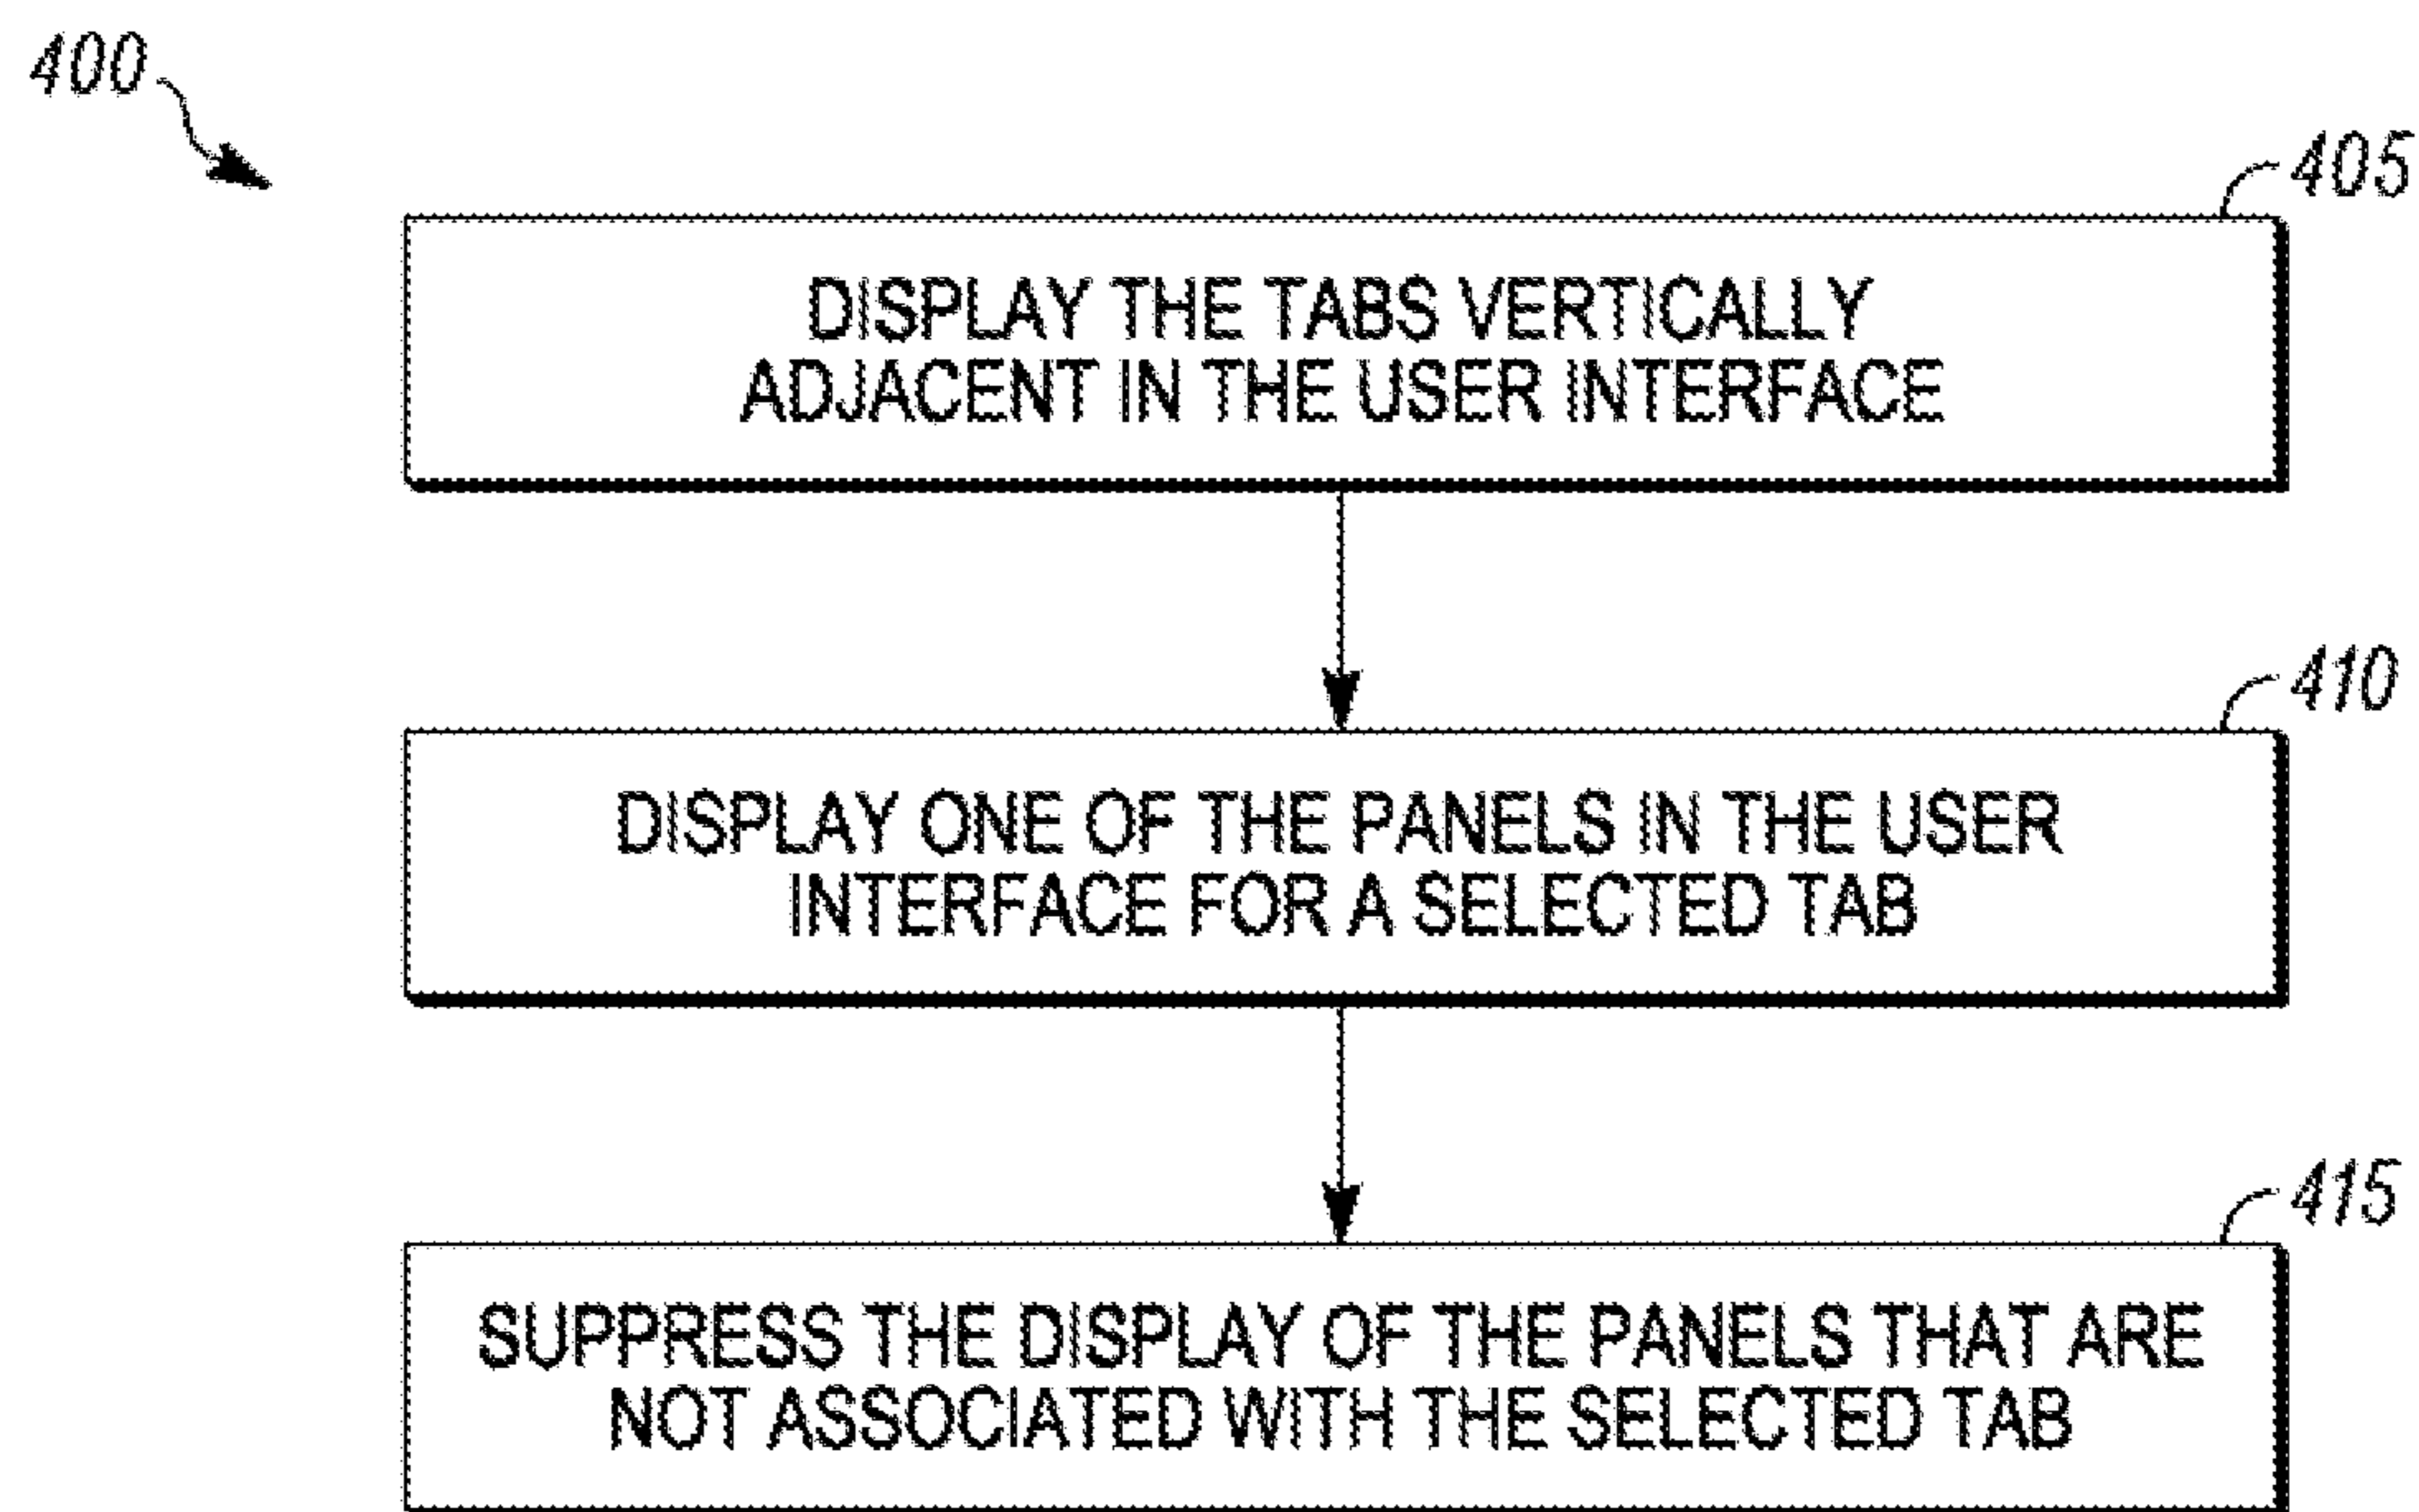 400
405
DISPLAY THE TABS VERTICALLY
ADJACENT IN THE USER INTERFACE
410
DISPLAY ONE OF THE PANELS IN THE USER
INTERFACE FOR A SELECTED TAB
415
SUPPRESS THE DISPLAY OF THE PANELS THAT ARE
NOT ASSOCIATED WITH THE SELECTED TAB